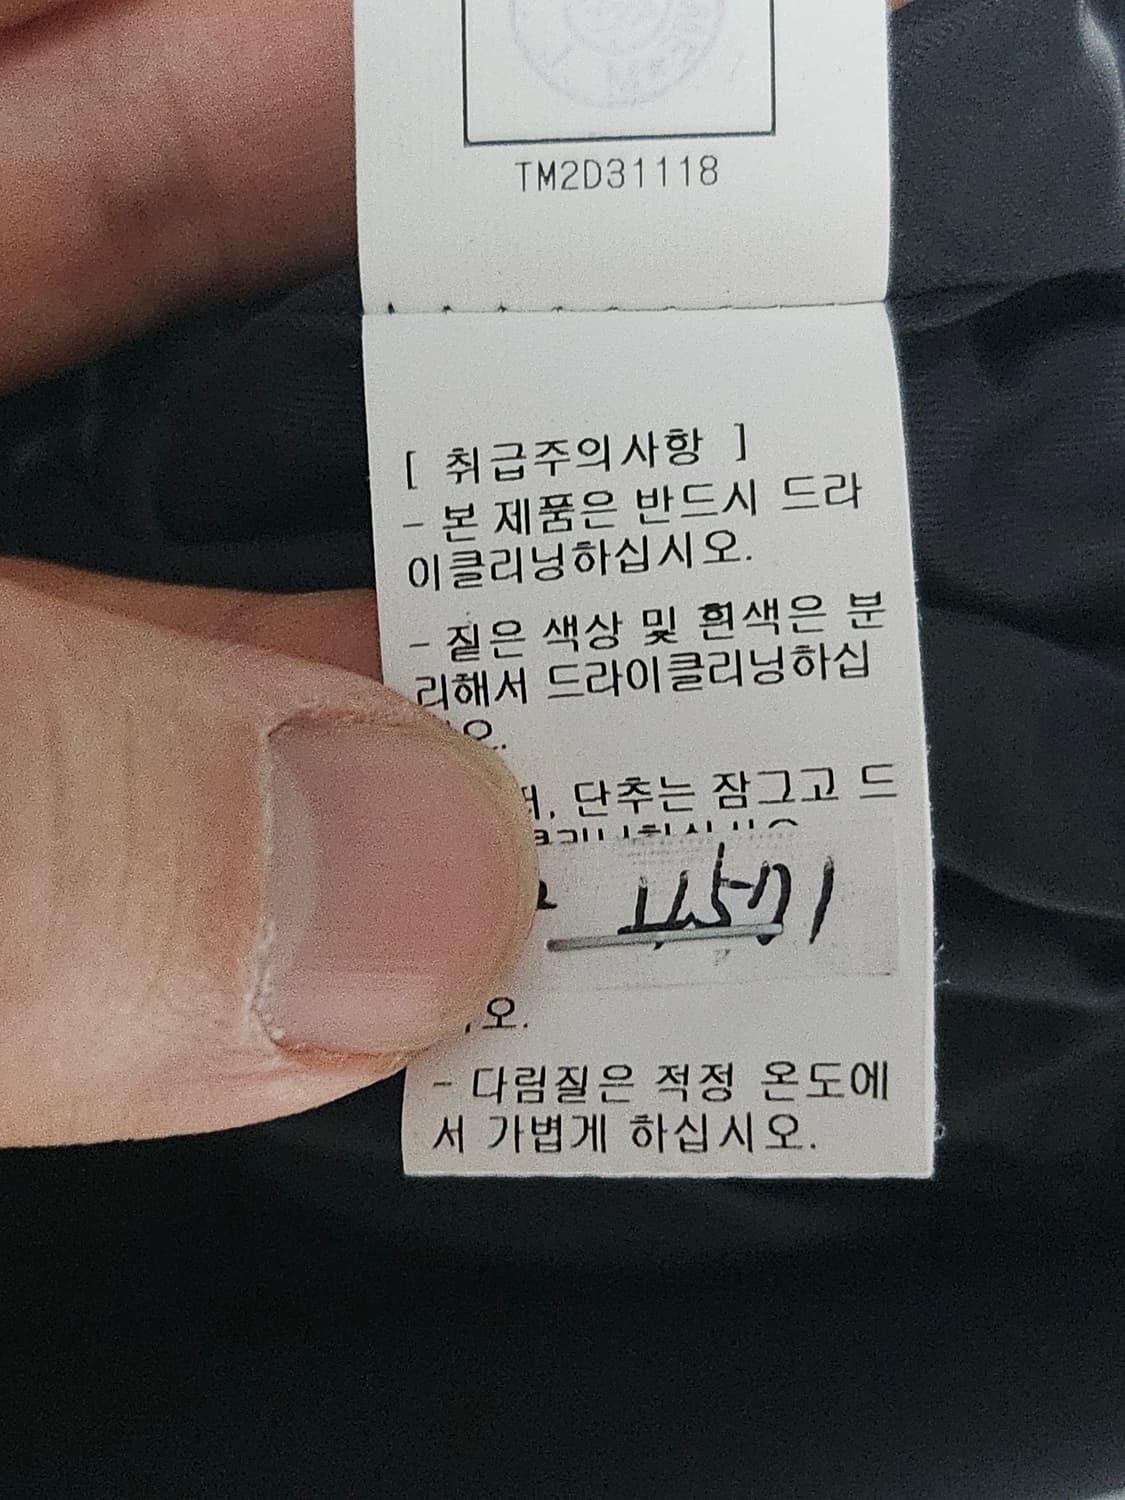 TM2D31118
[ 취급주의사항 ]
- 본 제품은 반드시 드라
이클리닝하십시오.
- 짙은 색상 및 흰색은 분
리해서 드라이클리닝하십
오.
단추는 잠그고 드
오.
- 다림질은 적정 온도에
서 가볍게 하십시오.